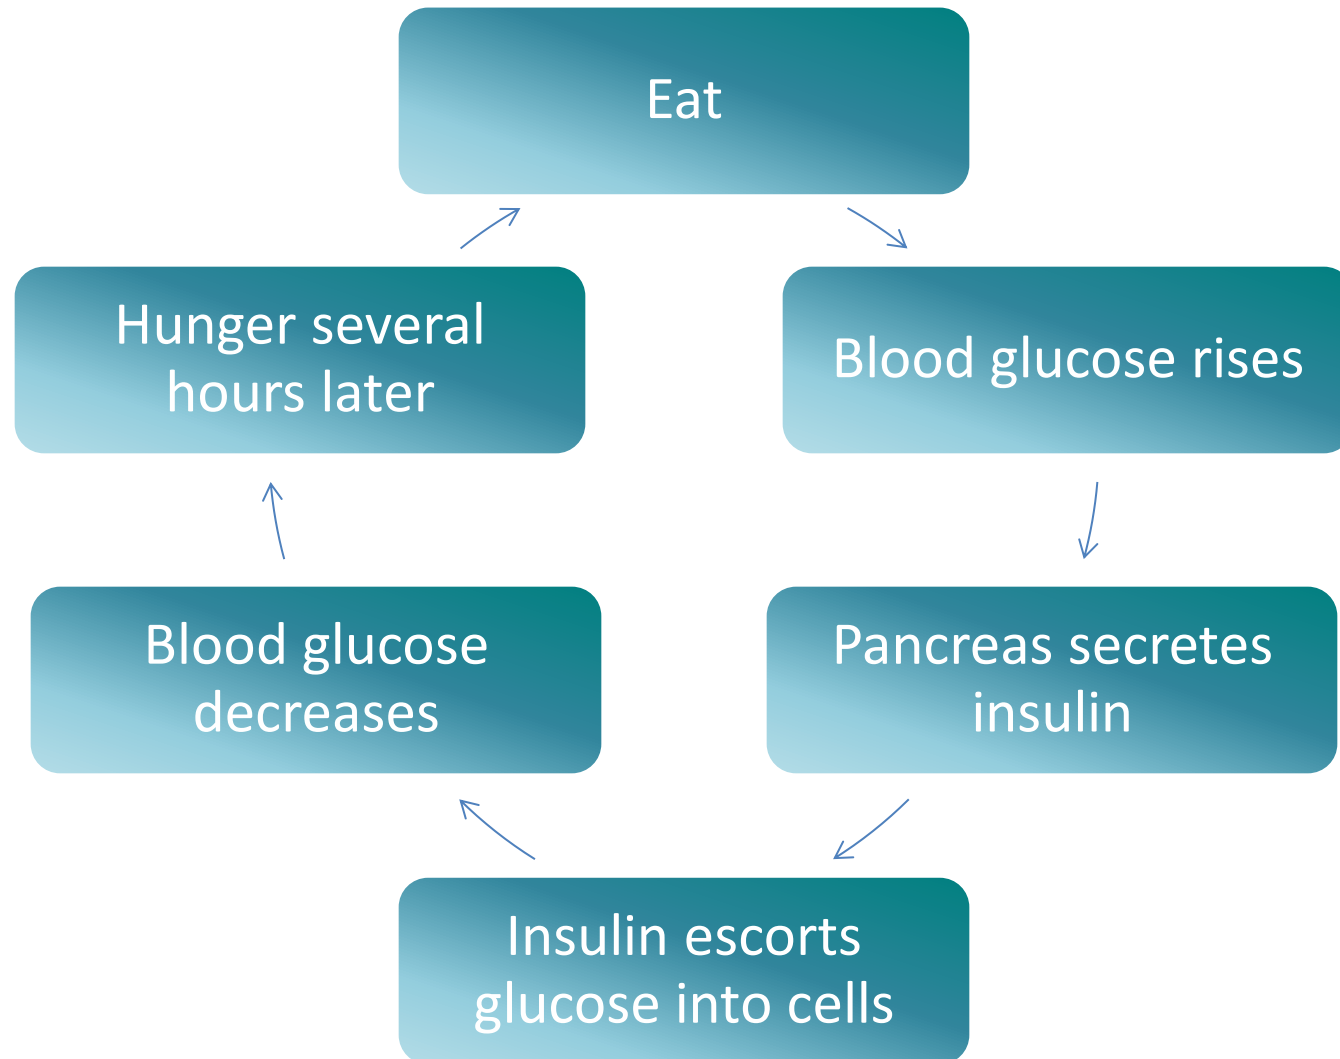 Eat
Blood glucose rises
Pancreas secretes
insulin
Insulin escorts
glucose into cells
Blood glucose
decreases
Hunger several
hours later